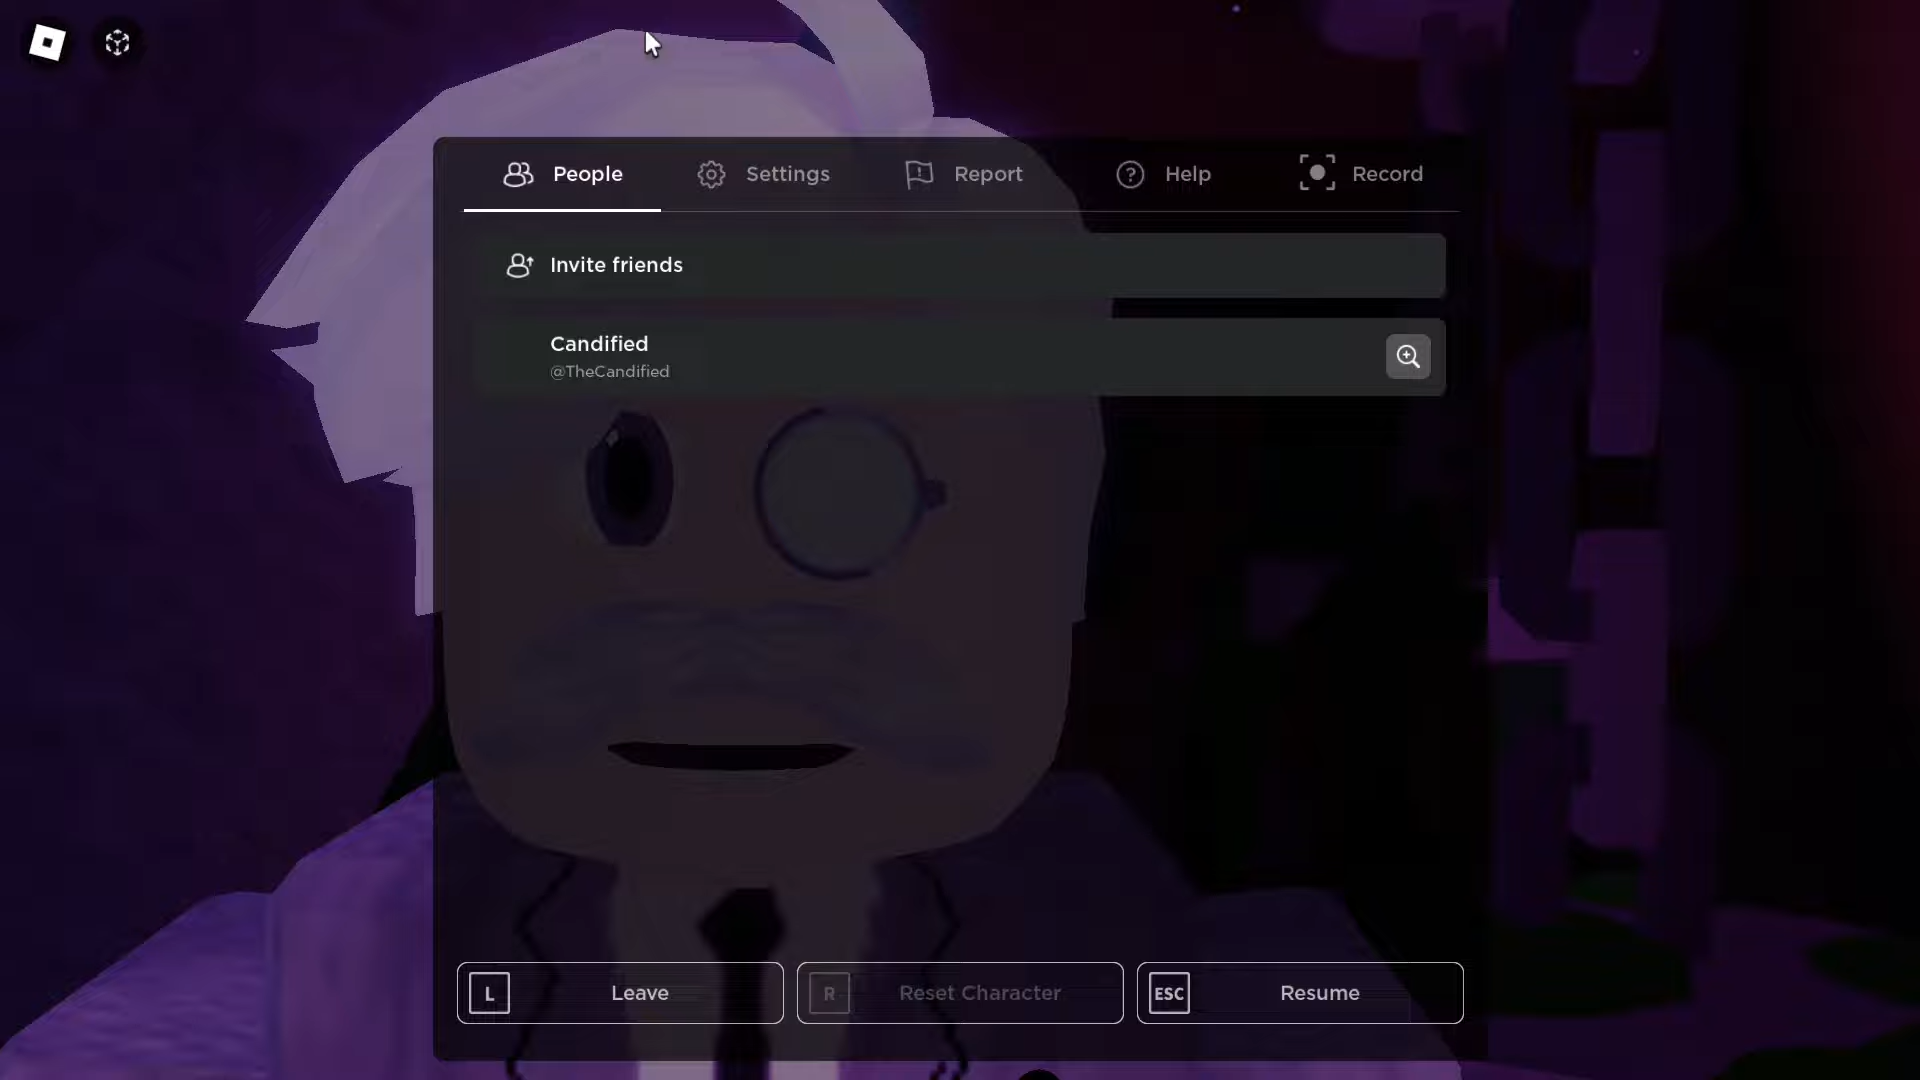 People
Settings
Report
Help
Record
Invite friends
Candified
@TheCandified
L
Leave
R
Reset Character
ESC
Resume